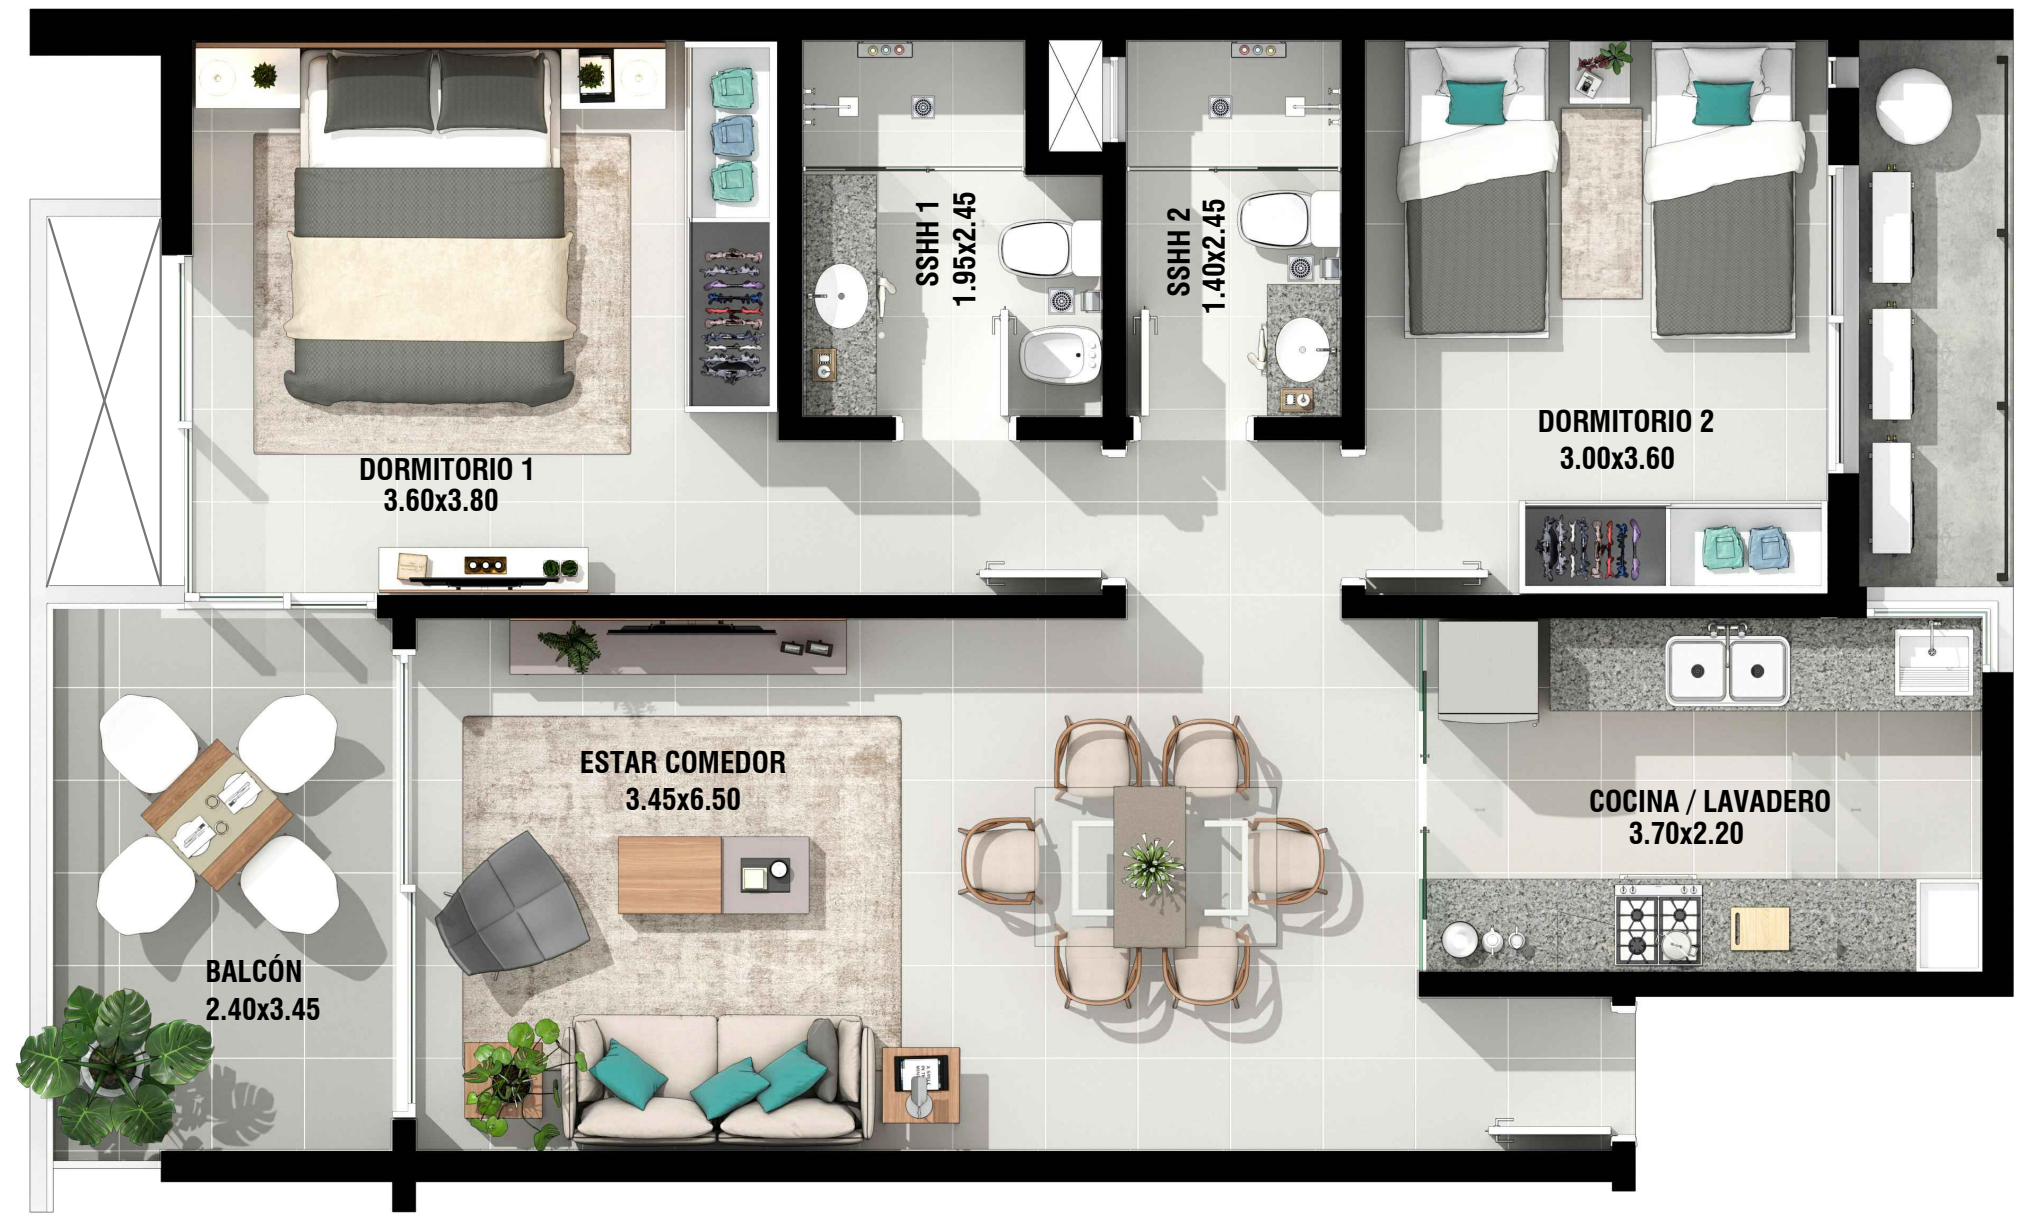 SSHH 1
1.95x2.45
SSHH 2
1.40x2.45
DORMITORIO 1
3.60x3.80
DORMITORIO 2
3.00x3.60
ESTAR COMEDOR
3.45x6.50
COCINA / LAVADERO
3.70x2.20
BALCÓN
2.40x3.45